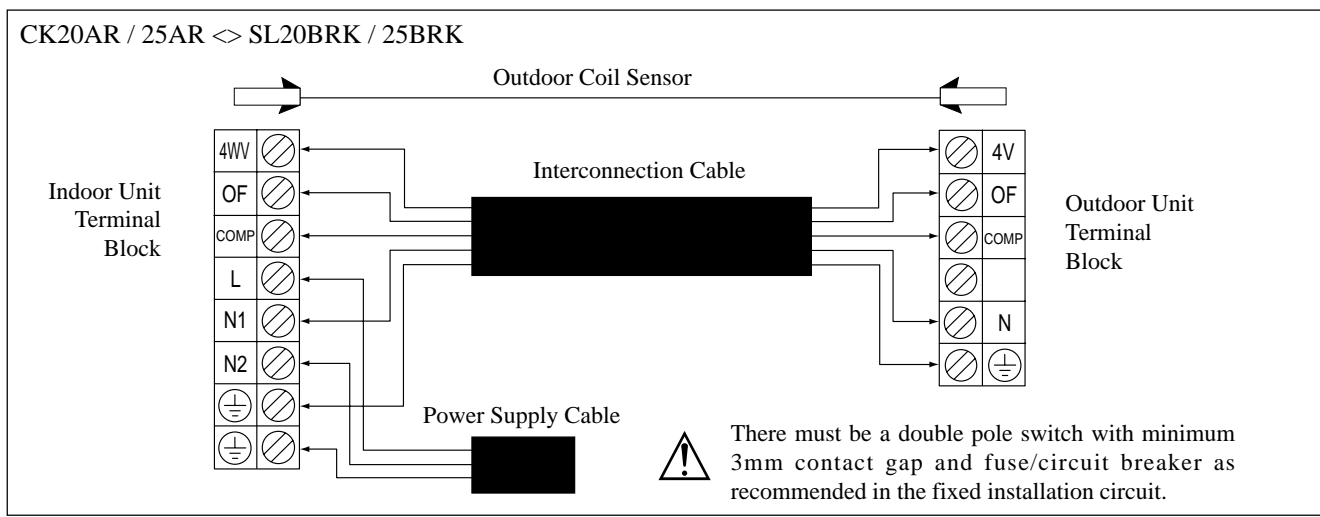 CK20AR / 25AR <> SL20BRK / 25BRK
Outdoor Coil Sensor
Indoor Unit
Terminal
Block
4WV
OF
COMP
L
N1
N2
Interconnection Cable
4V
OF
COMP
N
Outdoor Unit
Terminal
Block
Power Supply Cable
There must be a double pole switch with minimum
3mm contact gap and fuse/circuit breaker as
recommended in the fixed installation circuit.